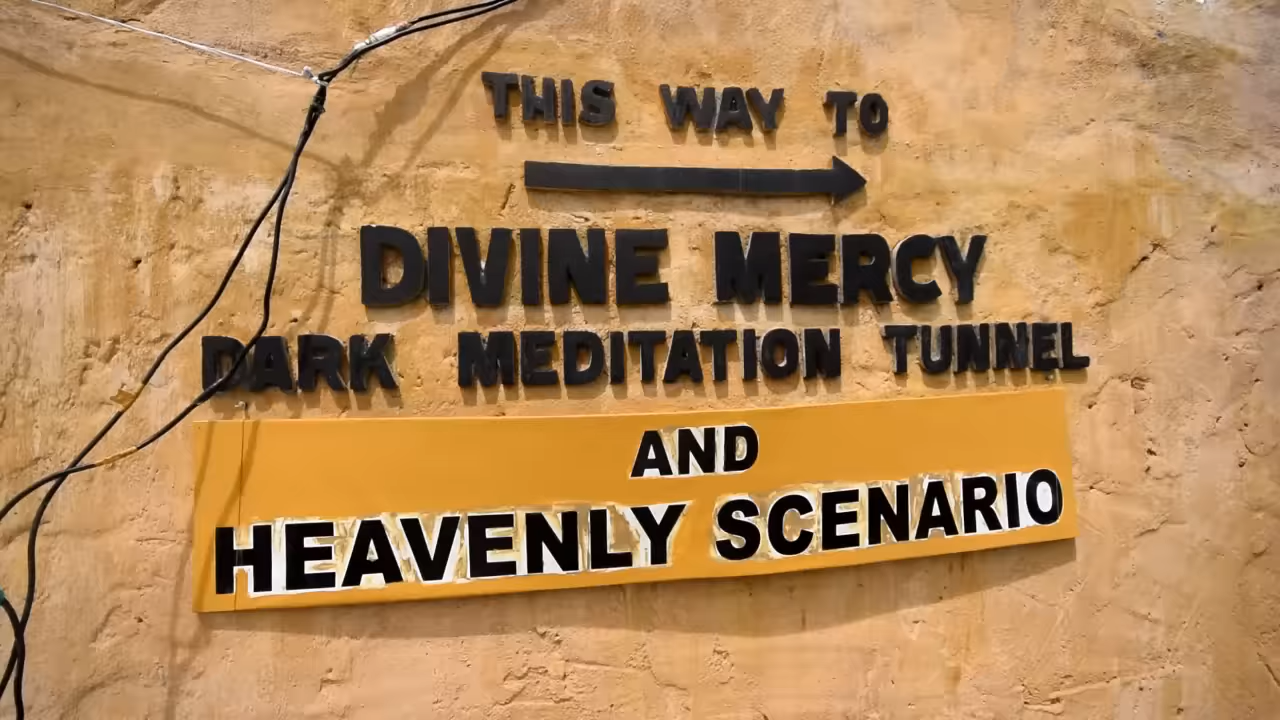 THIS WAY TO
DIVINE MERCY
DARK MEDITATION TUNNEL
AND
HEAVENLY SCENARIO